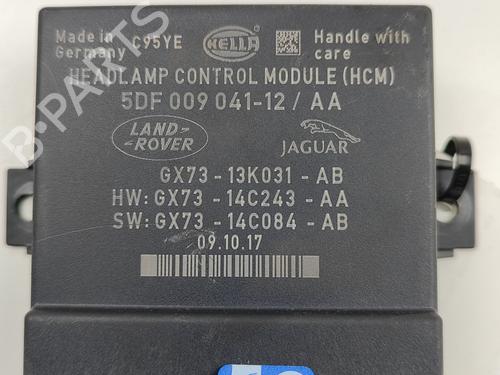 Made in Germany
C95YE
HELLA
Handle with care
HEADLAMP CONTROL MODULE (HCM)
5DF 009 041-12 / AA
LAND-ROVER
JAGUAR
GX73 - 13K031 - AB
HW: GX73 - 14C243 - AA
SW: GX73 - 14C084 - AB
09.10.17
B-PARTS